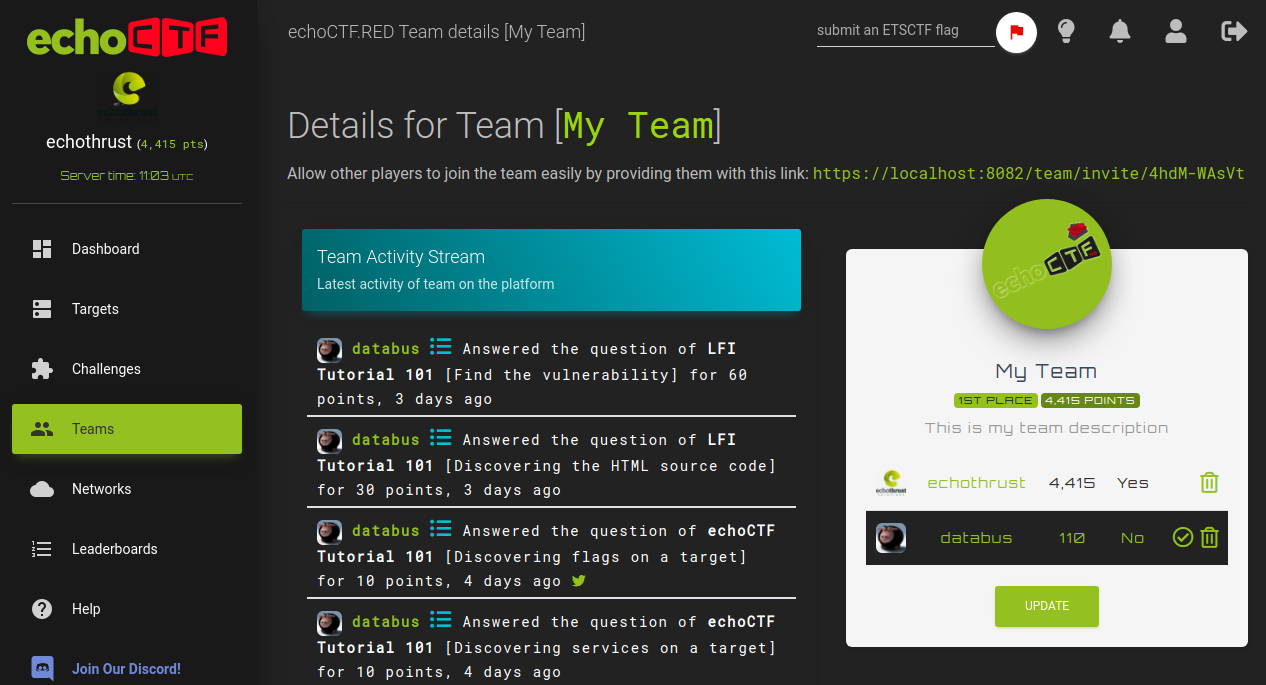 echoCTF
echothrust (4,415 pts)
Server time: 11:03 UTC
Dashboard
Targets
Challenges
Teams
Networks
Leaderboards
Help
Join Our Discord!
echoCTF.RED Team details [My Team]
submit an ETSCTF flag
Details for Team [My Team]
Allow other players to join the team easily by providing them with this link: https://localhost:8082/team/invite/4hdM-WAsVt
Team Activity Stream
Latest activity of team on the platform
databus Answered the question of LFI
Tutorial 101 [Find the vulnerability] for 60
points, 3 days ago
databus Answered the question of LFI
Tutorial 101 [Discovering the HTML source code]
for 30 points, 3 days ago
databus Answered the question of echoCTF
Tutorial 101 [Discovering flags on a target]
for 10 points, 4 days ago
databus Answered the question of echoCTF
Tutorial 101 [Discovering services on a target]
for 10 points, 4 days ago
echoCTF
My Team
1ST PLACE 4,415 POINTS
This is my team description
echothrust 4,415 Yes
databus 110 No
UPDATE